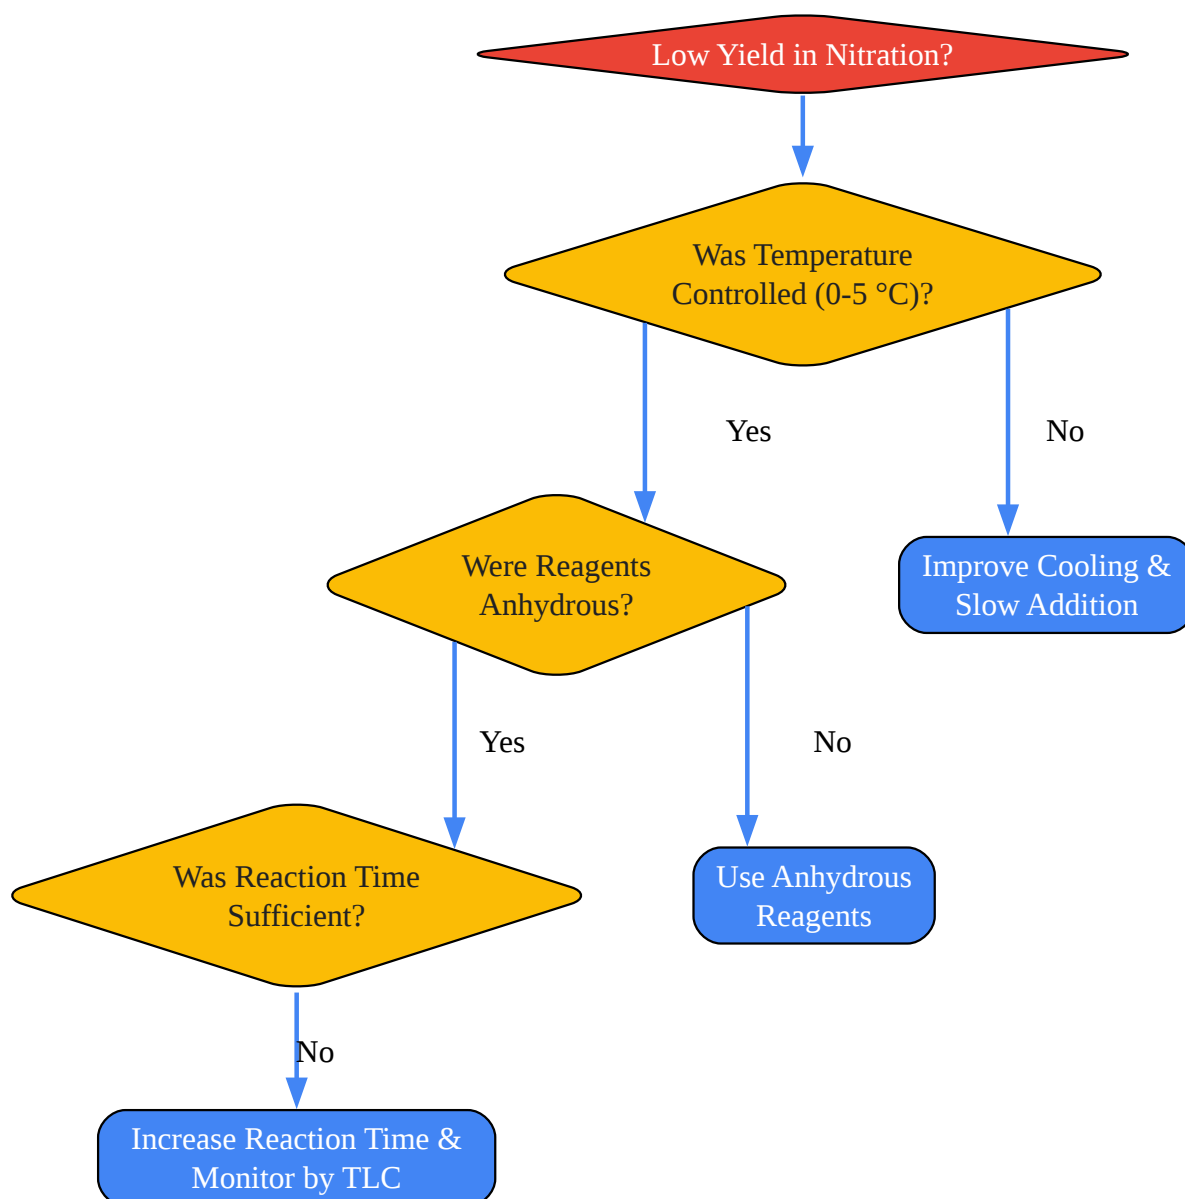 Low Yield in Nitration?
Was Temperature
Controlled (0-5 °C)?
Yes
No
Were Reagents
Anhydrous?
Improve Cooling &
Slow Addition
Yes
No
Was Reaction Time
Sufficient?
Use Anhydrous
Reagents
No
Increase Reaction Time &
Monitor by TLC